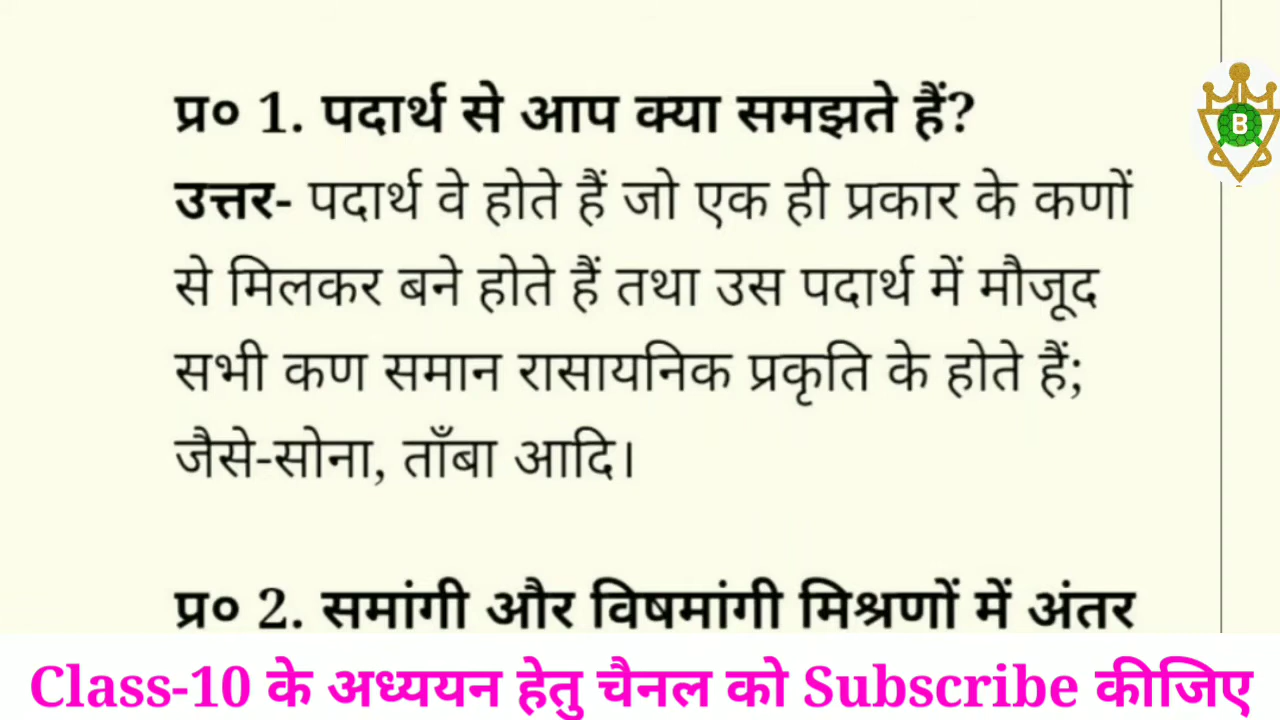 प्र० 1. पदार्थ से आप क्या समझते हैं?
उत्तर- पदार्थ वे होते हैं जो एक ही प्रकार के कणों
से मिलकर बने होते हैं तथा उस पदार्थ में मौजूद
सभी कण समान रासायनिक प्रकृति के होते हैं;
जैसे-सोना, ताँबा आदि।
प्र० 2. समांगी और विषमांगी मिश्रणों में अंतर
Class-10 के अध्ययन हेतु चैनल को Subscribe कीजिए
B